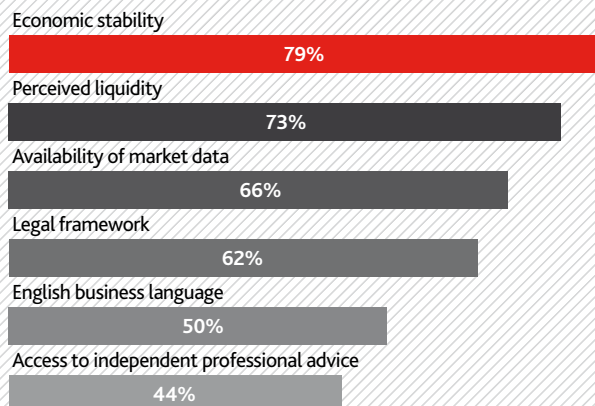 Economic stability
79%
Perceived liquidity
73%
Availability of market data
66%
Legal framework
62%
English business language
50%
Access to independent professional advice
44%